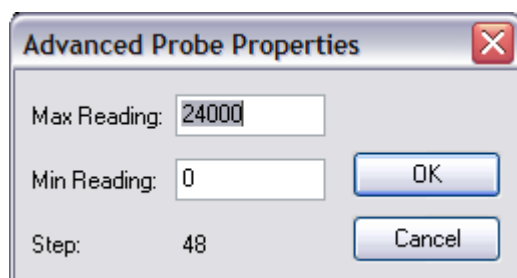 Advanced Probe Properties
Max Reading: 24000
Min Reading: 0
OK
Step: 48
Cancel